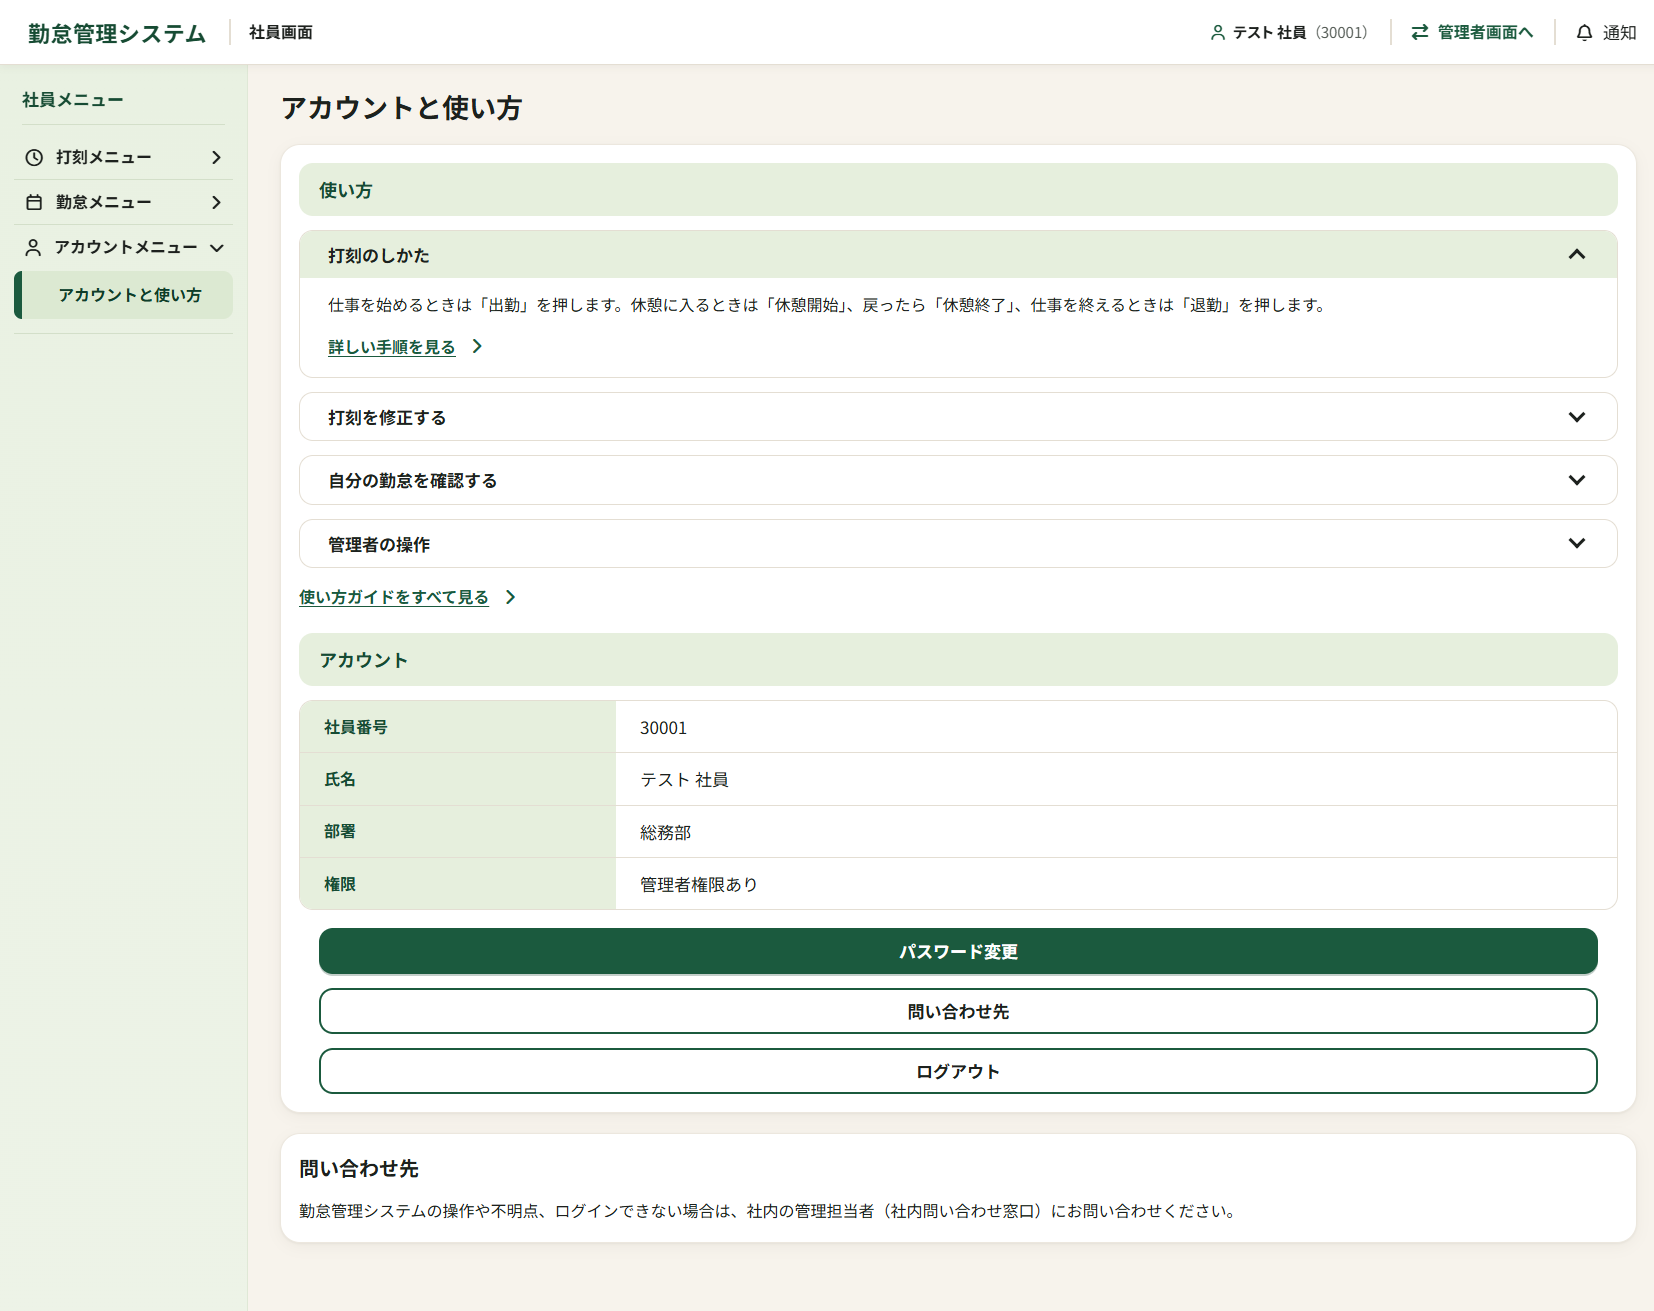 勤怠管理システム
社員画面
テスト 社員（30001）
管理者画面へ
通知
社員メニュー
打刻メニュー
勤怠メニュー
アカウントメニュー
アカウントと使い方
アカウントと使い方
使い方
打刻のしかた
仕事を始めるときは「出勤」を押します。休憩に入るときは「休憩開始」、戻ったら「休憩終了」、仕事を終えるときは「退勤」を押します。
詳しい手順を見る
打刻を修正する
自分の勤怠を確認する
管理者の操作
使い方ガイドをすべて見る
アカウント
社員番号 30001
氏名 テスト 社員
部署 総務部
権限 管理者権限あり
パスワード変更
問い合わせ先
ログアウト
問い合わせ先
勤怠管理システムの操作や不明点、ログインできない場合は、社内の管理担当者（社内問い合わせ窓口）にお問い合わせください。